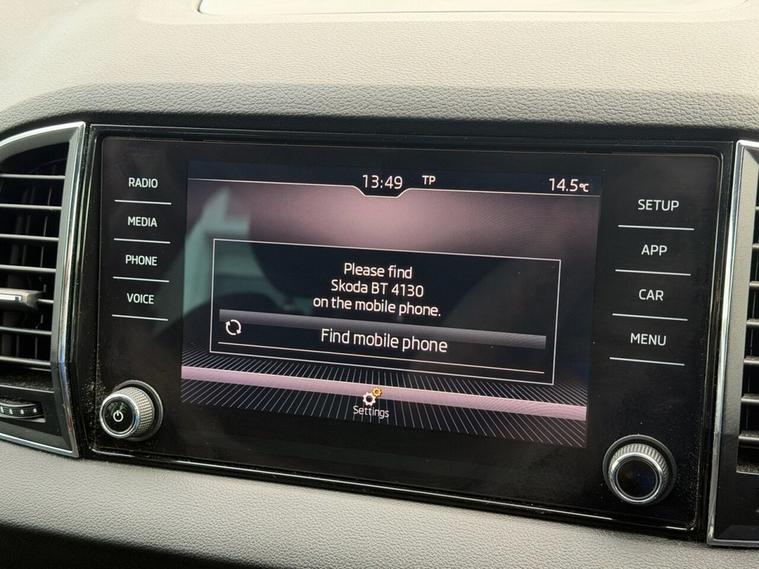 RADIO
MEDIA
PHONE
VOICE
13:49 TP 14.5°C
Please find
Skoda BT 4130
on the mobile phone.
Find mobile phone
Settings
SETUP
APP
CAR
MENU